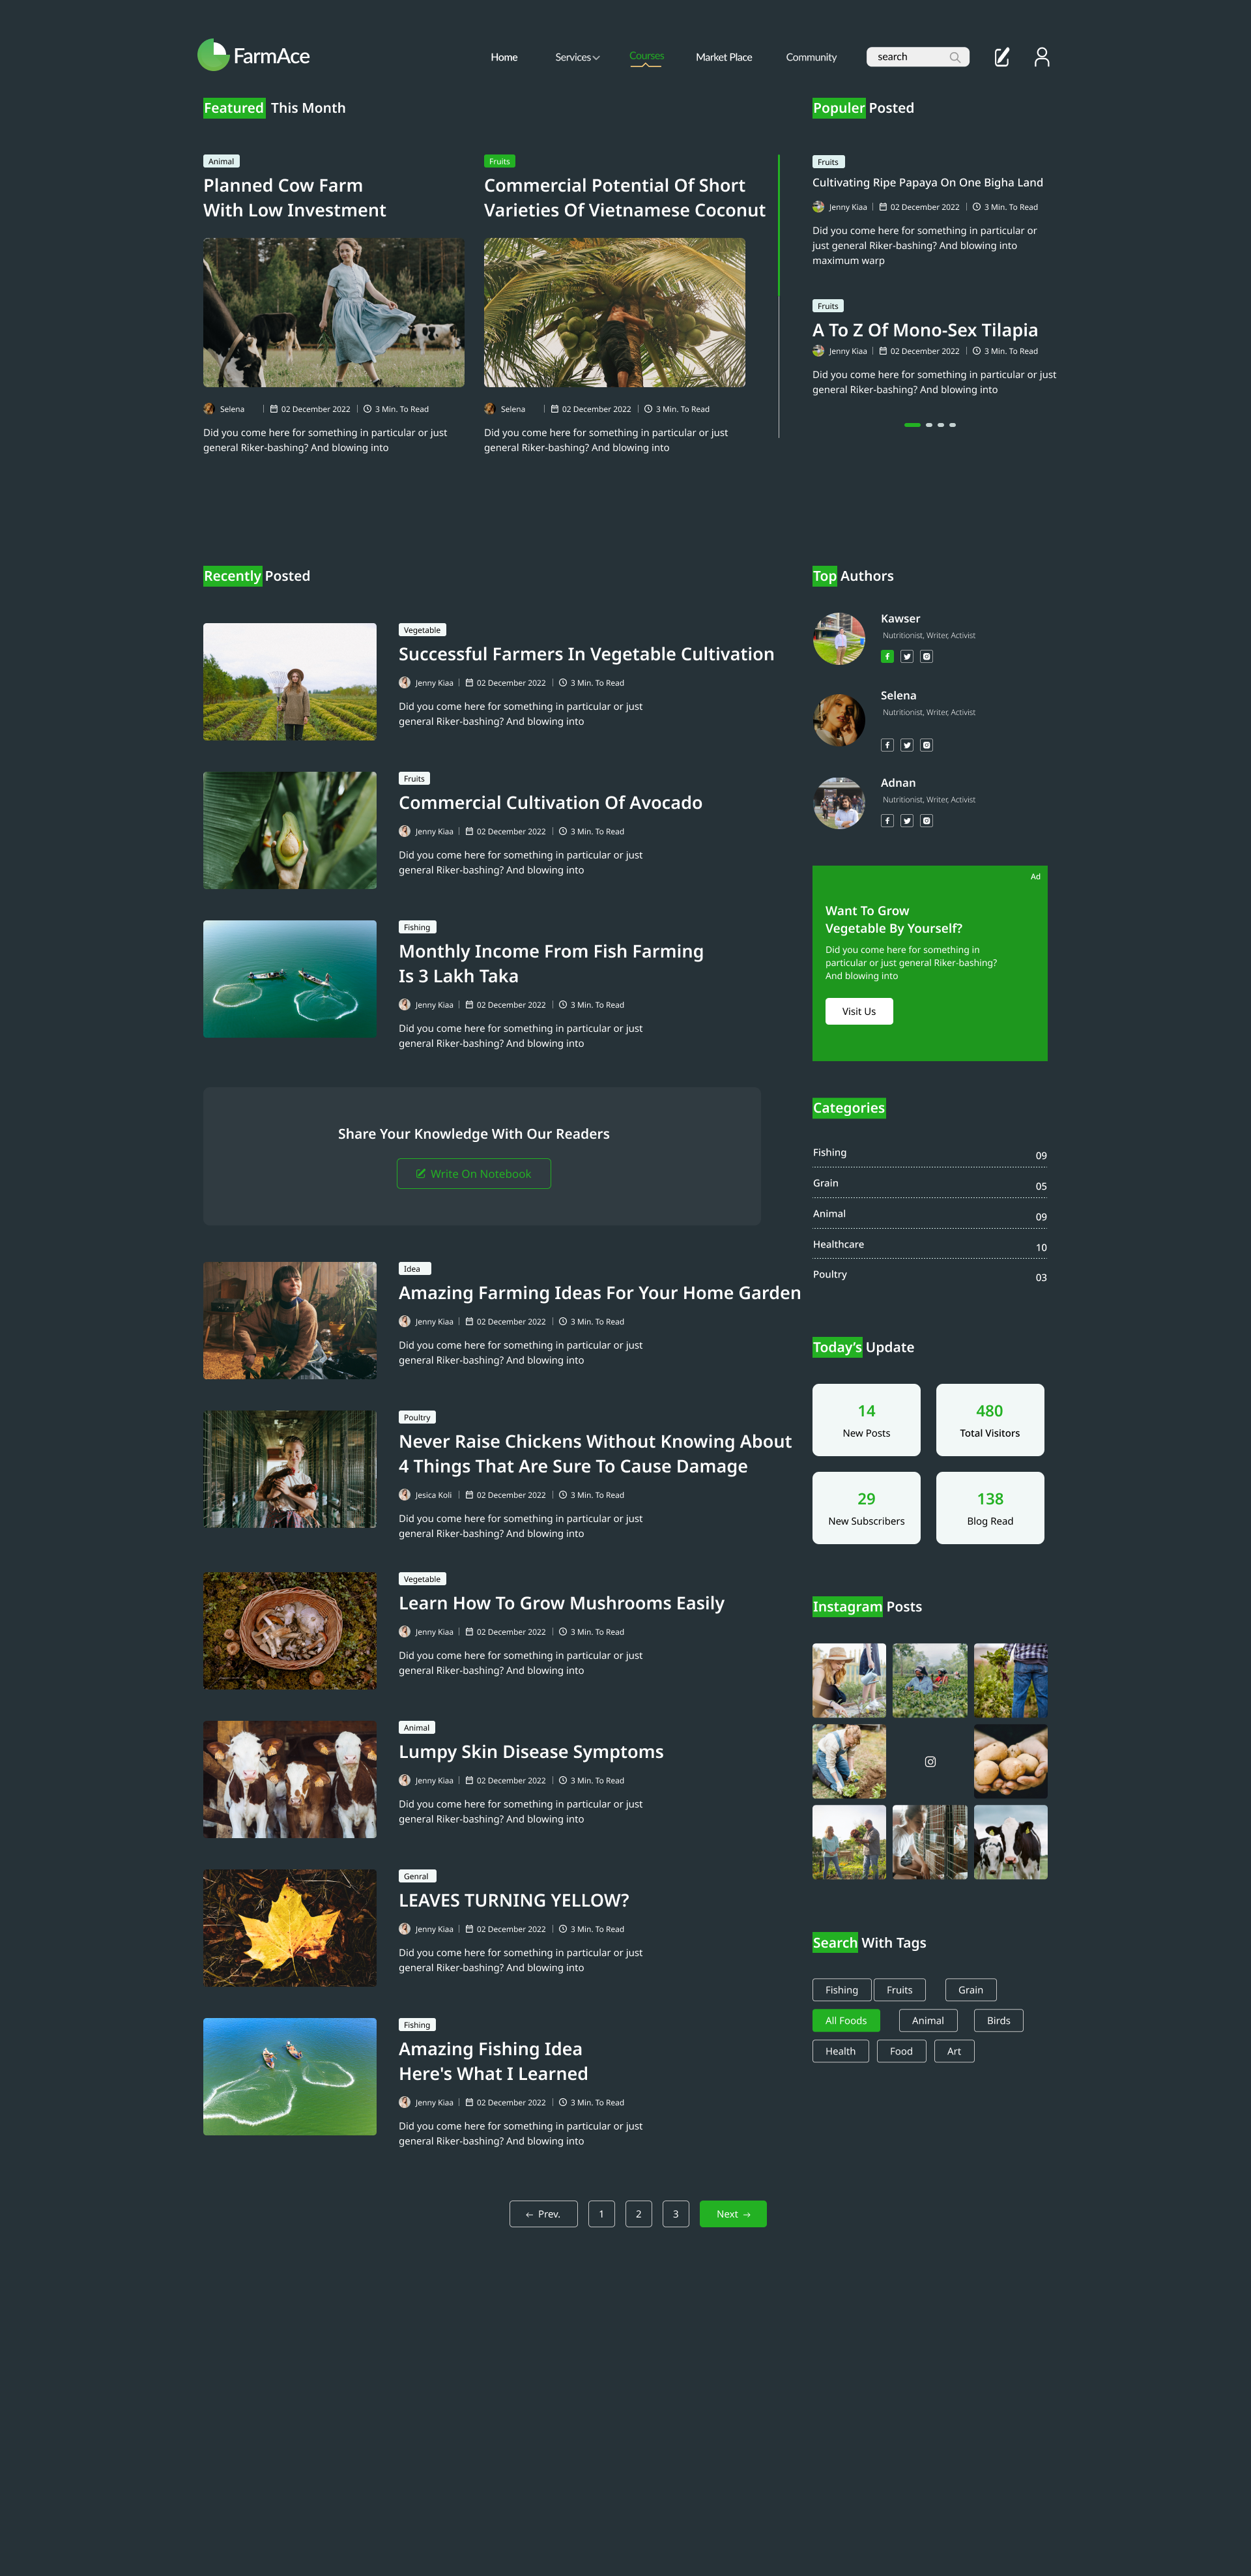 FarmAce
Home
Services
Courses
Market Place
Community
search
Featured This Month
Animal
Planned Cow Farm
With Low Investment
Selena
02 December 2022
3 Min. To Read
Did you come here for something in particular or just
general Riker-bashing? And blowing into
Fruits
Commercial Potential Of Short
Varieties Of Vietnamese Coconut
Selena
02 December 2022
3 Min. To Read
Did you come here for something in particular or just
general Riker-bashing? And blowing into
Populer Posted
Fruits
Cultivating Ripe Papaya On One Bigha Land
Jenny Kiaa
02 December 2022
3 Min. To Read
Did you come here for something in particular or
just general Riker-bashing? And blowing into
maximum warp
Fruits
A To Z Of Mono-Sex Tilapia
Jenny Kiaa
02 December 2022
3 Min. To Read
Did you come here for something in particular or just
general Riker-bashing? And blowing into
Recently Posted
Vegetable
Successful Farmers In Vegetable Cultivation
Jenny Kiaa
02 December 2022
3 Min. To Read
Did you come here for something in particular or just
general Riker-bashing? And blowing into
Fruits
Commercial Cultivation Of Avocado
Jenny Kiaa
02 December 2022
3 Min. To Read
Did you come here for something in particular or just
general Riker-bashing? And blowing into
Fishing
Monthly Income From Fish Farming
Is 3 Lakh Taka
Jenny Kiaa
02 December 2022
3 Min. To Read
Did you come here for something in particular or just
general Riker-bashing? And blowing into
Share Your Knowledge With Our Readers
Write On Notebook
Idea
Amazing Farming Ideas For Your Home Garden
Jenny Kiaa
02 December 2022
3 Min. To Read
Did you come here for something in particular or just
general Riker-bashing? And blowing into
Poultry
Never Raise Chickens Without Knowing About
4 Things That Are Sure To Cause Damage
Jesica Koli
02 December 2022
3 Min. To Read
Did you come here for something in particular or just
general Riker-bashing? And blowing into
Vegetable
Learn How To Grow Mushrooms Easily
Jenny Kiaa
02 December 2022
3 Min. To Read
Did you come here for something in particular or just
general Riker-bashing? And blowing into
Animal
Lumpy Skin Disease Symptoms
Jenny Kiaa
02 December 2022
3 Min. To Read
Did you come here for something in particular or just
general Riker-bashing? And blowing into
Genral
LEAVES TURNING YELLOW?
Jenny Kiaa
02 December 2022
3 Min. To Read
Did you come here for something in particular or just
general Riker-bashing? And blowing into
Fishing
Amazing Fishing Idea
Here's What I Learned
Jenny Kiaa
02 December 2022
3 Min. To Read
Did you come here for something in particular or just
general Riker-bashing? And blowing into
← Prev.
1
2
3
Next →
Top Authors
Kawser
Nutritionist, Writer, Activist
Selena
Nutritionist, Writer, Activist
Adnan
Nutritionist, Writer, Activist
Ad
Want To Grow
Vegetable By Yourself?
Did you come here for something in
particular or just general Riker-bashing?
And blowing into
Visit Us
Categories
Fishing 09
Grain 05
Animal 09
Healthcare 10
Poultry 03
Today's Update
14
New Posts
480
Total Visitors
29
New Subscribers
138
Blog Read
Instagram Posts
Search With Tags
Fishing
Fruits
Grain
All Foods
Animal
Birds
Health
Food
Art